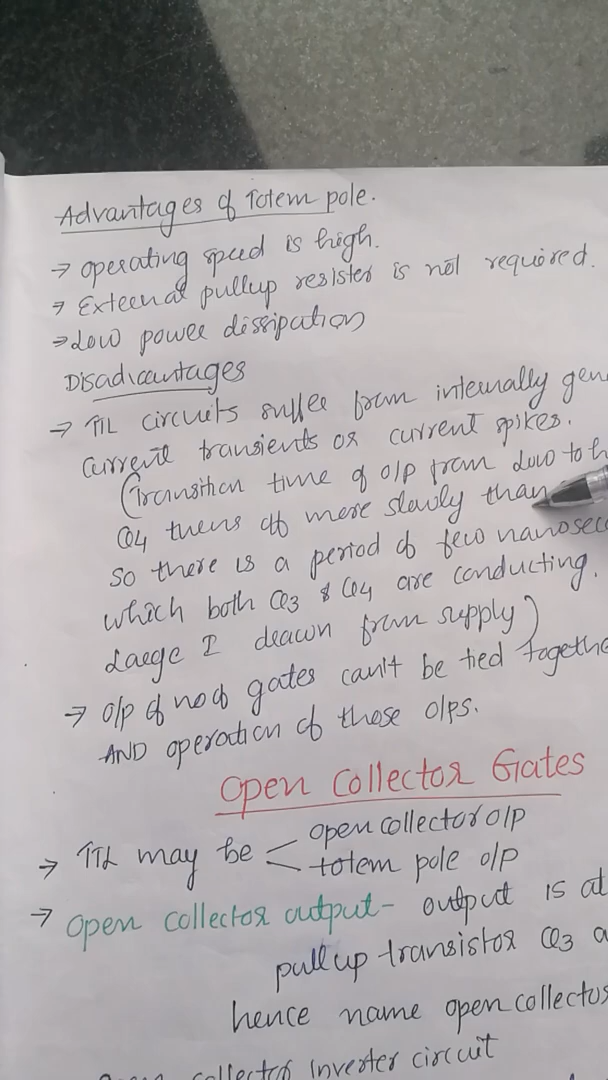 Advantages of Totem pole.
→ operating speed is high.
→ External pullup resister is not required.
→ Low power dissipation
Disadvantages
→ TTL circuits suffer from internally gene
current transients or current spikes.
(Transition time of O/P from Low to h
Q4 turns off more slowly than
so there is a period of few nanosec
which both Q3 & Q4 are conducting.
Large I drawn from supply)
→ O/P of no of gates can't be tied togethe
AND operation of those O/Ps.
Open Collector Gates
→ TTL may be < open collector o/p
totem pole o/p
→ Open collector output - output is at
pull up transistor Q3 a
hence name open collector
collector inverter circuit